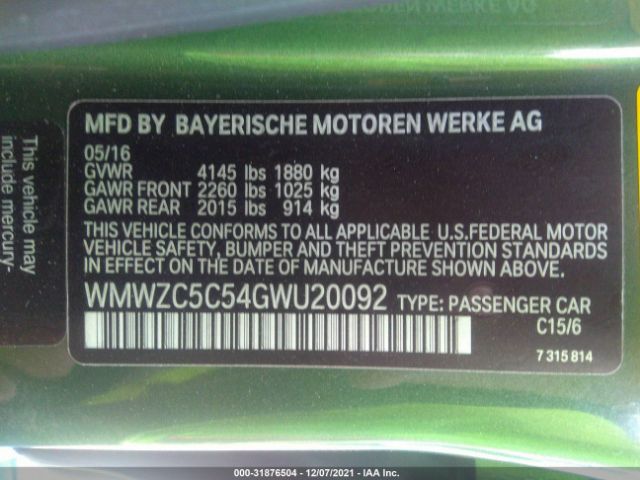 MFD BY BAYERISCHE MOTOREN WERKE AG
05/16
GVWR 4145 lbs 1880 kg
GAWR FRONT 2260 lbs 1025 kg
GAWR REAR 2015 lbs 914 kg
THIS VEHICLE CONFORMS TO ALL APPLICABLE U.S.FEDERAL MOTOR
VEHICLE SAFETY, BUMPER AND THEFT PREVENTION STANDARDS
IN EFFECT ON THE DATE OF MANUFACTURE SHOWN ABOVE.
WMWZC5C54GWU20092 TYPE: PASSENGER CAR
C15/6
7 315 814
This vehicle may
include mercury-
000-31876504 - 12/07/2021 - IAA Inc.